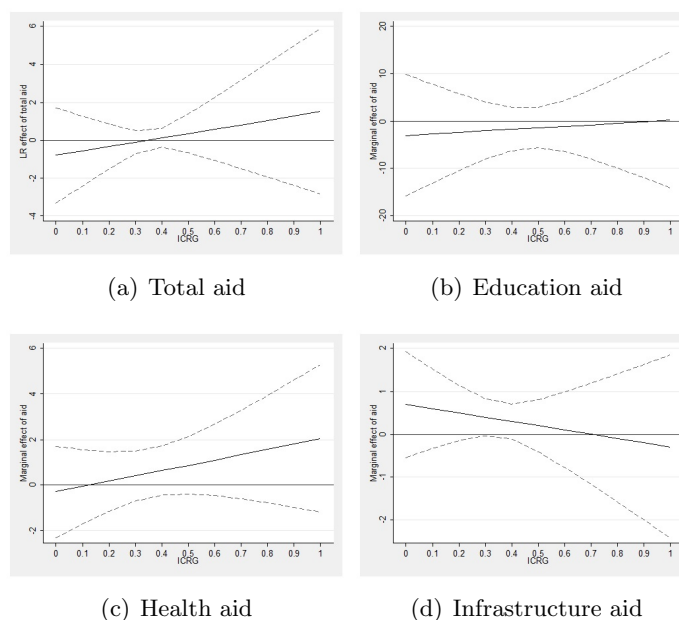 LR effect of total aid
6
4
2
0
-2
-4
0 0.1 0.2 0.3 0.4 0.5 0.6 0.7 0.8 0.9 1
ICRG
(a) Total aid
Marginal effect of aid
20
10
0
-10
-20
0 0.1 0.2 0.3 0.4 0.5 0.6 0.7 0.8 0.9 1
ICRG
(b) Education aid
Marginal effect of aid
6
4
2
0
-2
0 0.1 0.2 0.3 0.4 0.5 0.6 0.7 0.8 0.9 1
ICRG
(c) Health aid
Marginal effect of aid
2
1
0
-1
-2
0 0.1 0.2 0.3 0.4 0.5 0.6 0.7 0.8 0.9 1
ICRG
(d) Infrastructure aid